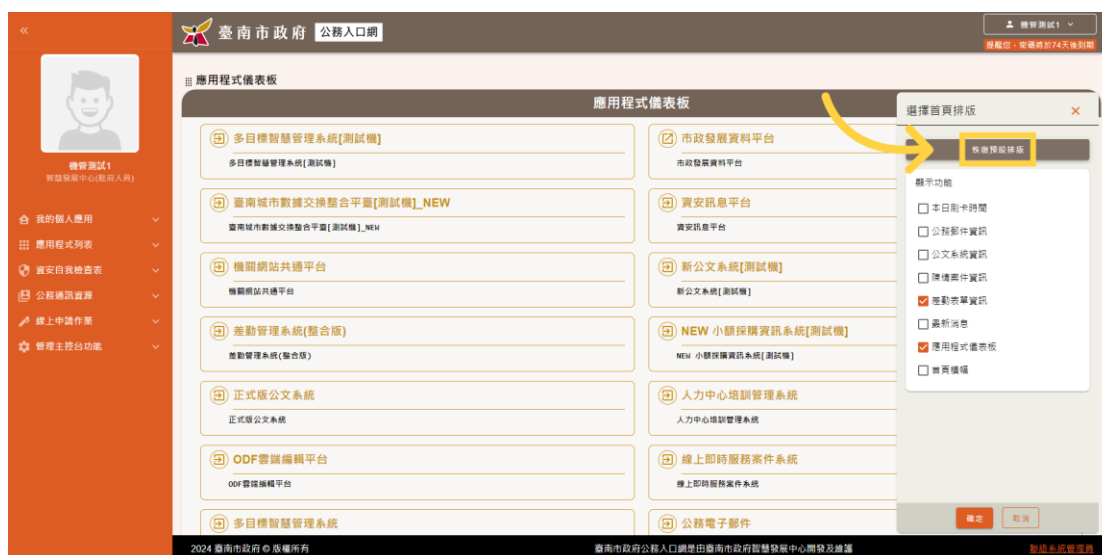 臺南市政府 公務入口網
機管測試1
提醒您，密碼將於74天後到期
機管測試1
智慧發展中心(駐府人員)
我的個人應用
應用程式列表
資安自我檢查表
公務通訊資源
線上申請作業
管理主控台功能
應用程式儀表板
應用程式儀表板
多目標智慧管理系統[測試機]
多目標智慧管理系統[測試機]
市政發展資料平台
市政發展資料平台
臺南城市數據交換整合平臺[測試機]_NEW
臺南城市數據交換整合平臺[測試機]_NEW
資安訊息平台
資安訊息平台
機關網站共通平台
機關網站共通平台
新公文系統[測試機]
新公文系統[測試機]
差勤管理系統(整合版)
差勤管理系統(整合版)
NEW 小額採購資訊系統[測試機]
NEW 小額採購資訊系統[測試機]
正式版公文系統
正式版公文系統
人力中心培訓管理系統
人力中心培訓管理系統
ODF雲端編輯平台
ODF雲端編輯平台
線上即時服務案件系統
線上即時服務案件系統
多目標智慧管理系統
公務電子郵件
選擇首頁排版
恢復預設排版
顯示功能
本日刷卡時間
公務郵件資訊
公文系統資訊
陳情案件資訊
差勤表單資訊
最新消息
應用程式儀表板
首頁橫幅
確定
取消
2024 臺南市政府 © 版權所有
臺南市政府公務入口網是由臺南市政府智慧發展中心開發及維護
聯絡系統管理員